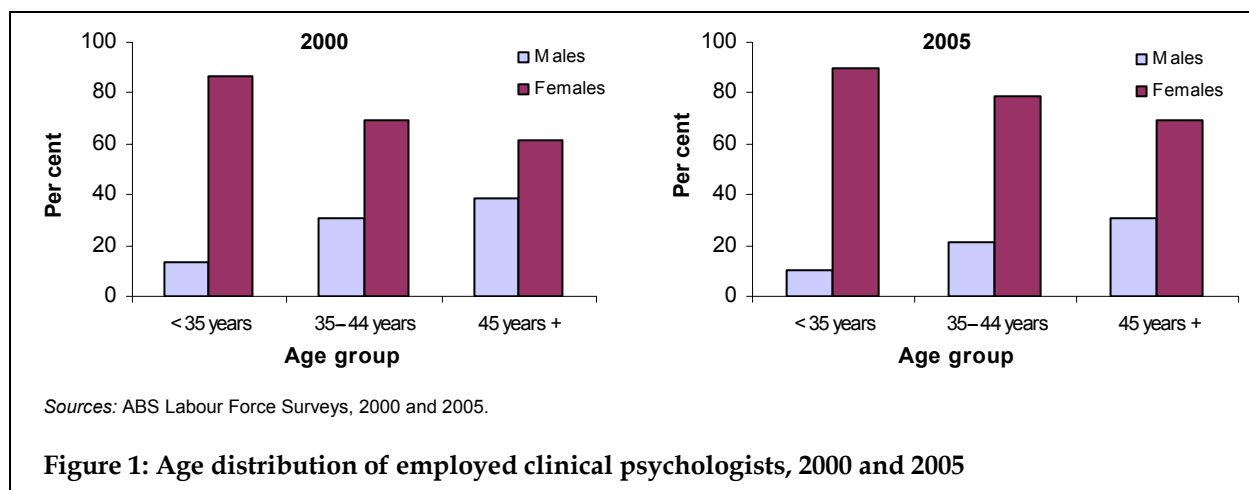 2000
Males
Females
100
80
60
40
20
0
Per cent
< 35 years
35–44 years
45 years +
Age group
2005
Males
Females
100
80
60
40
20
0
Per cent
< 35 years
35–44 years
45 years +
Age group
Sources: ABS Labour Force Surveys, 2000 and 2005.
Figure 1: Age distribution of employed clinical psychologists, 2000 and 2005